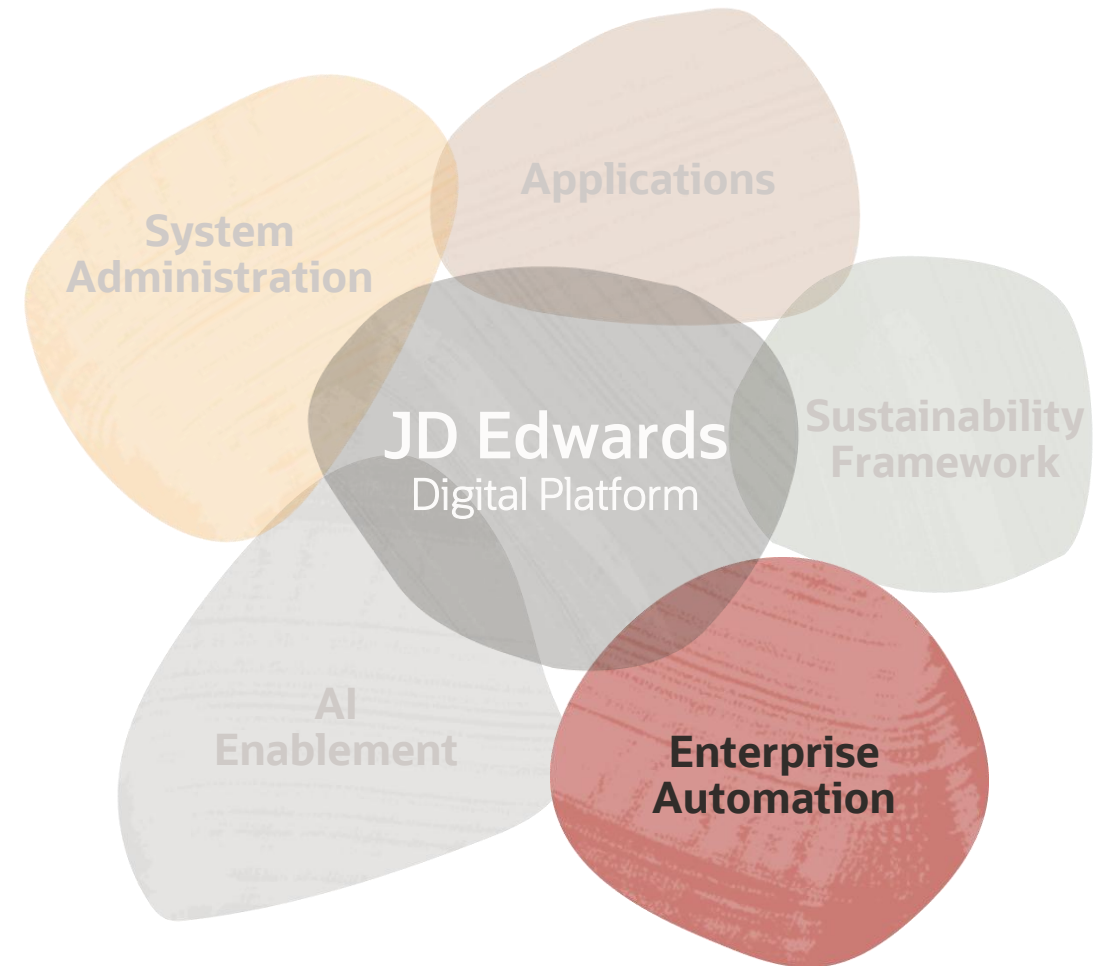 Applications
System
Administration
JD Edwards
Digital Platform
Sustainability
Framework
AI
Enablement
Enterprise
Automation